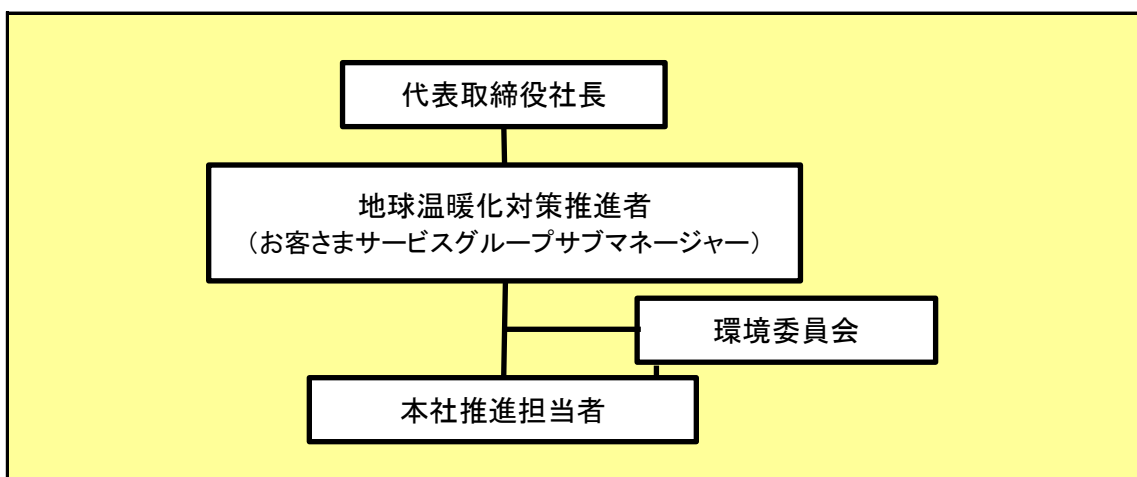 代表取締役社長
地球温暖化対策推進者
（お客さまサービスグループサブマネージャー）
環境委員会
本社推進担当者